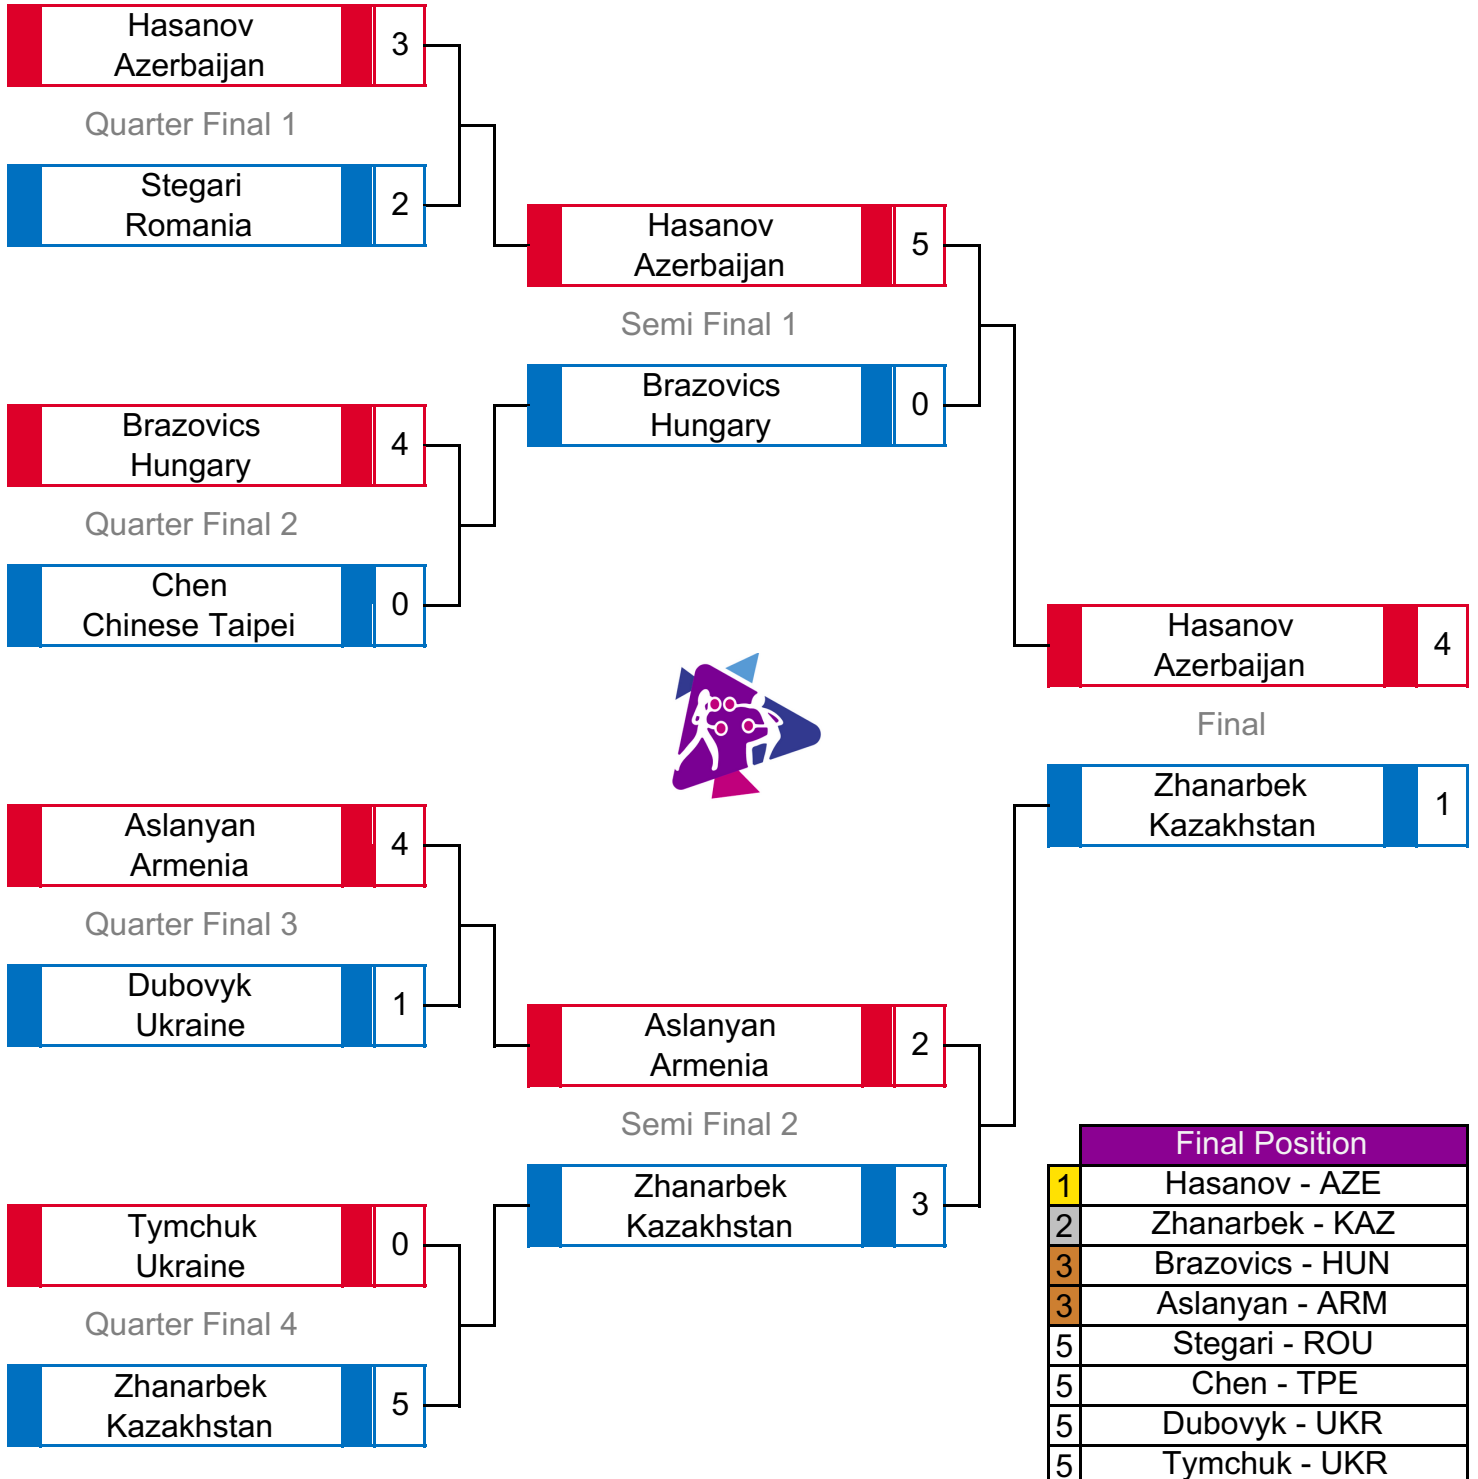 Hasanov
Azerbaijan
3
Quarter Final 1
Stegari
Romania
2
Hasanov
Azerbaijan
5
Semi Final 1
Brazovics
Hungary
0
Brazovics
Hungary
4
Quarter Final 2
Chen
Chinese Taipei
0
Hasanov
Azerbaijan
4
Final
Zhanarbek
Kazakhstan
1
Aslanyan
Armenia
4
Quarter Final 3
Dubovyk
Ukraine
1
Aslanyan
Armenia
2
Semi Final 2
Zhanarbek
Kazakhstan
3
Tymchuk
Ukraine
0
Quarter Final 4
Zhanarbek
Kazakhstan
5
Final Position
1 Hasanov - AZE
2 Zhanarbek - KAZ
3 Brazovics - HUN
3 Aslanyan - ARM
5 Stegari - ROU
5 Chen - TPE
5 Dubovyk - UKR
5 Tymchuk - UKR